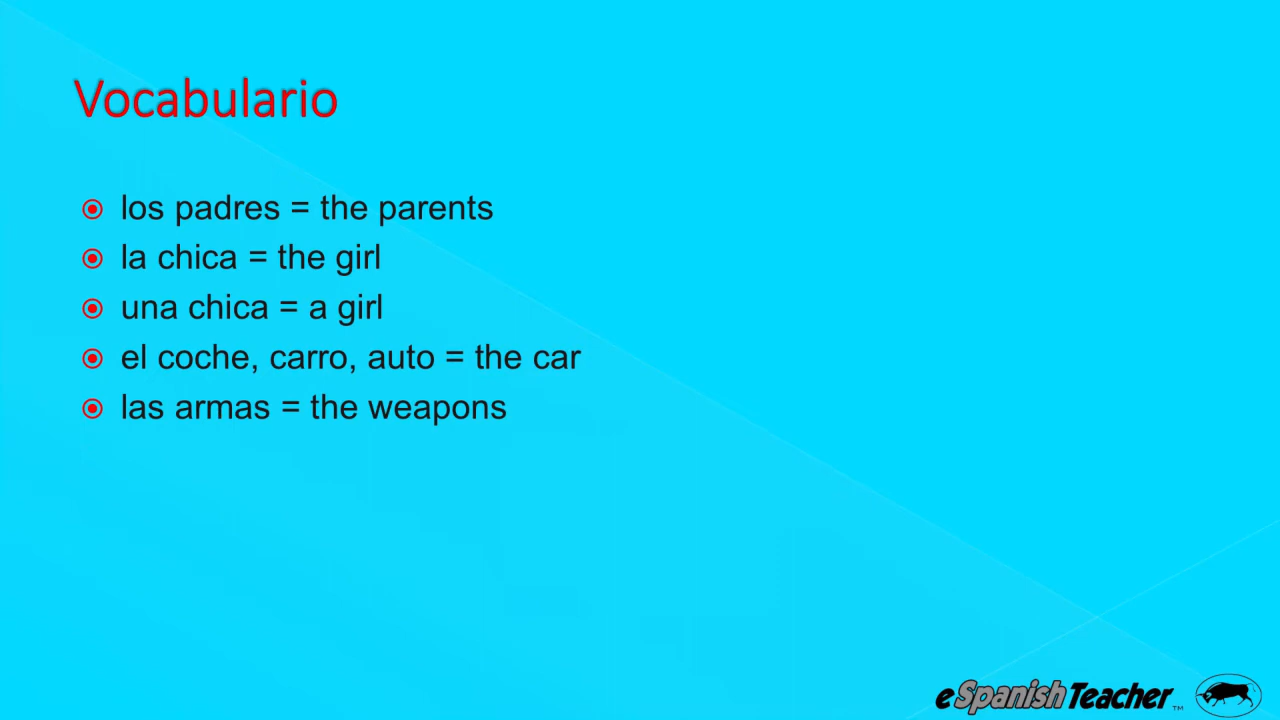 Vocabulario
los padres = the parents
la chica = the girl
una chica = a girl
el coche, carro, auto = the car
las armas = the weapons
eSpanishTeacher™